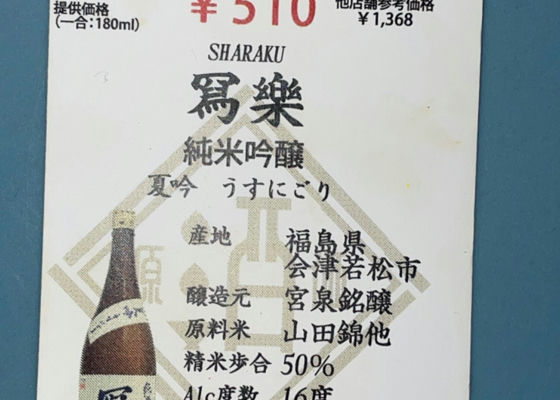 提供価格
(一合:180ml)
¥510
他店舗参考価格
¥1,368
SHARAKU
冩樂
純米吟醸
夏吟 うすにごり
産地 福島県
会津若松市
醸造元 宮泉銘醸
原料米 山田錦他
精米歩合 50%
Alc度数 16度